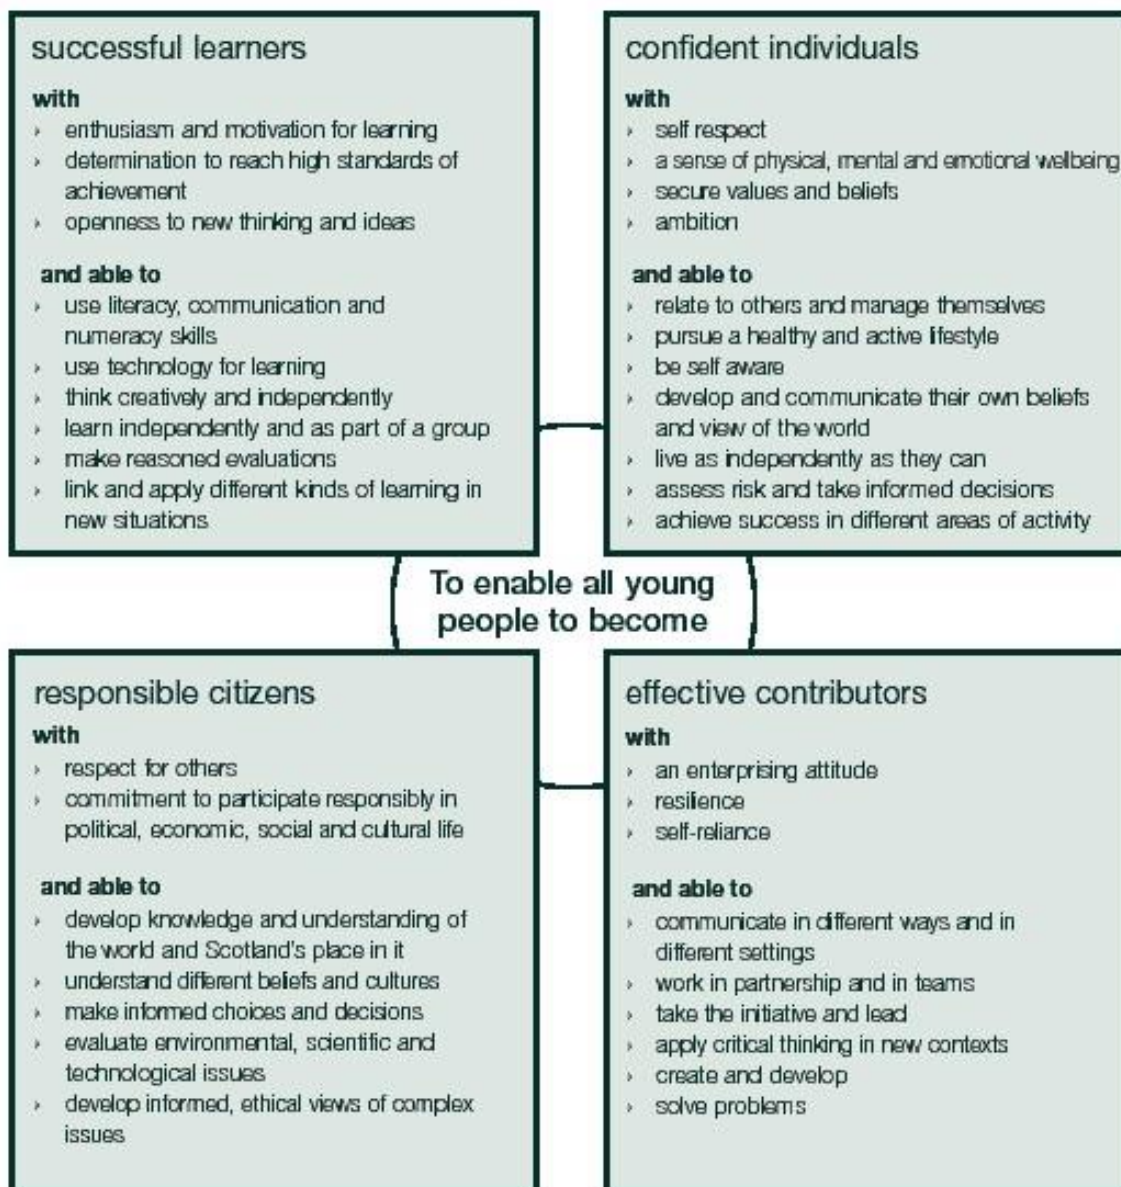 successful learners
with
› enthusiasm and motivation for learning
› determination to reach high standards of
achievement
› openness to new thinking and ideas
and able to
› use literacy, communication and
numeracy skills
› use technology for learning
› think creatively and independently
› learn independently and as part of a group
› make reasoned evaluations
› link and apply different kinds of learning in
new situations
confident individuals
with
› self respect
› a sense of physical, mental and emotional wellbeing
› secure values and beliefs
› ambition
and able to
› relate to others and manage themselves
› pursue a healthy and active lifestyle
› be self aware
› develop and communicate their own beliefs
and view of the world
› live as independently as they can
› assess risk and take informed decisions
› achieve success in different areas of activity
To enable all young
people to become
responsible citizens
with
› respect for others
› commitment to participate responsibly in
political, economic, social and cultural life
and able to
› develop knowledge and understanding of
the world and Scotland's place in it
› understand different beliefs and cultures
› make informed choices and decisions
› evaluate environmental, scientific and
technological issues
› develop informed, ethical views of complex
issues
effective contributors
with
› an enterprising attitude
› resilience
› self-reliance
and able to
› communicate in different ways and in
different settings
› work in partnership and in teams
› take the initiative and lead
› apply critical thinking in new contexts
› create and develop
› solve problems